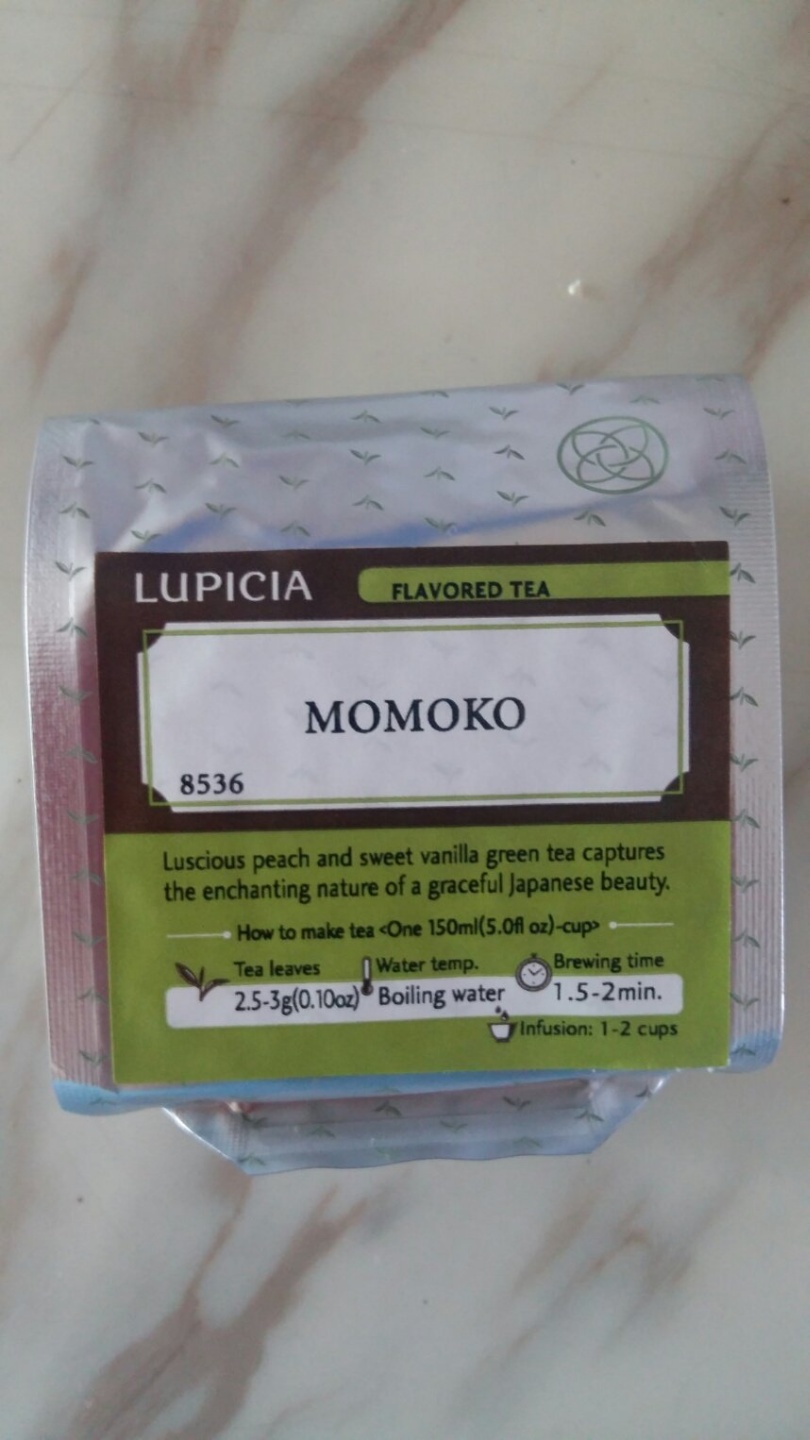 LUPICIA FLAVORED TEA
MOMOKO
8536
Luscious peach and sweet vanilla green tea captures
the enchanting nature of a graceful Japanese beauty.
How to make tea <One 150ml(5.0fl oz)-cup>
Tea leaves Water temp. Brewing time
2.5-3g(0.10oz) Boiling water 1.5-2min.
Infusion: 1-2 cups